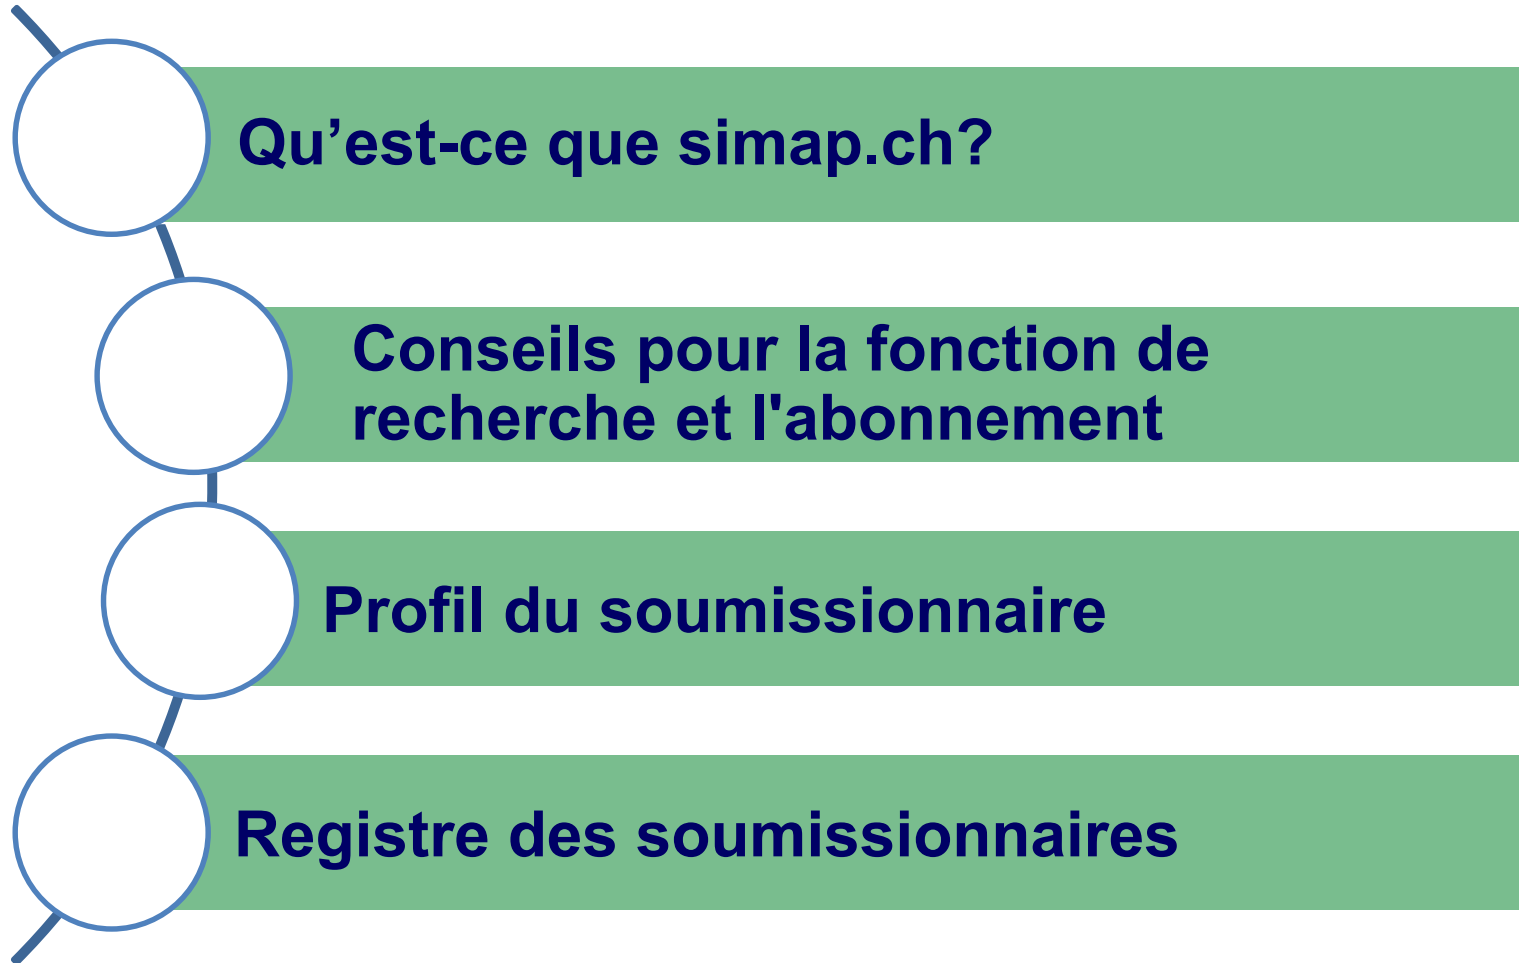 Qu’est-ce que simap.ch?
Conseils pour la fonction de
recherche et l'abonnement
Profil du soumissionnaire
Registre des soumissionnaires